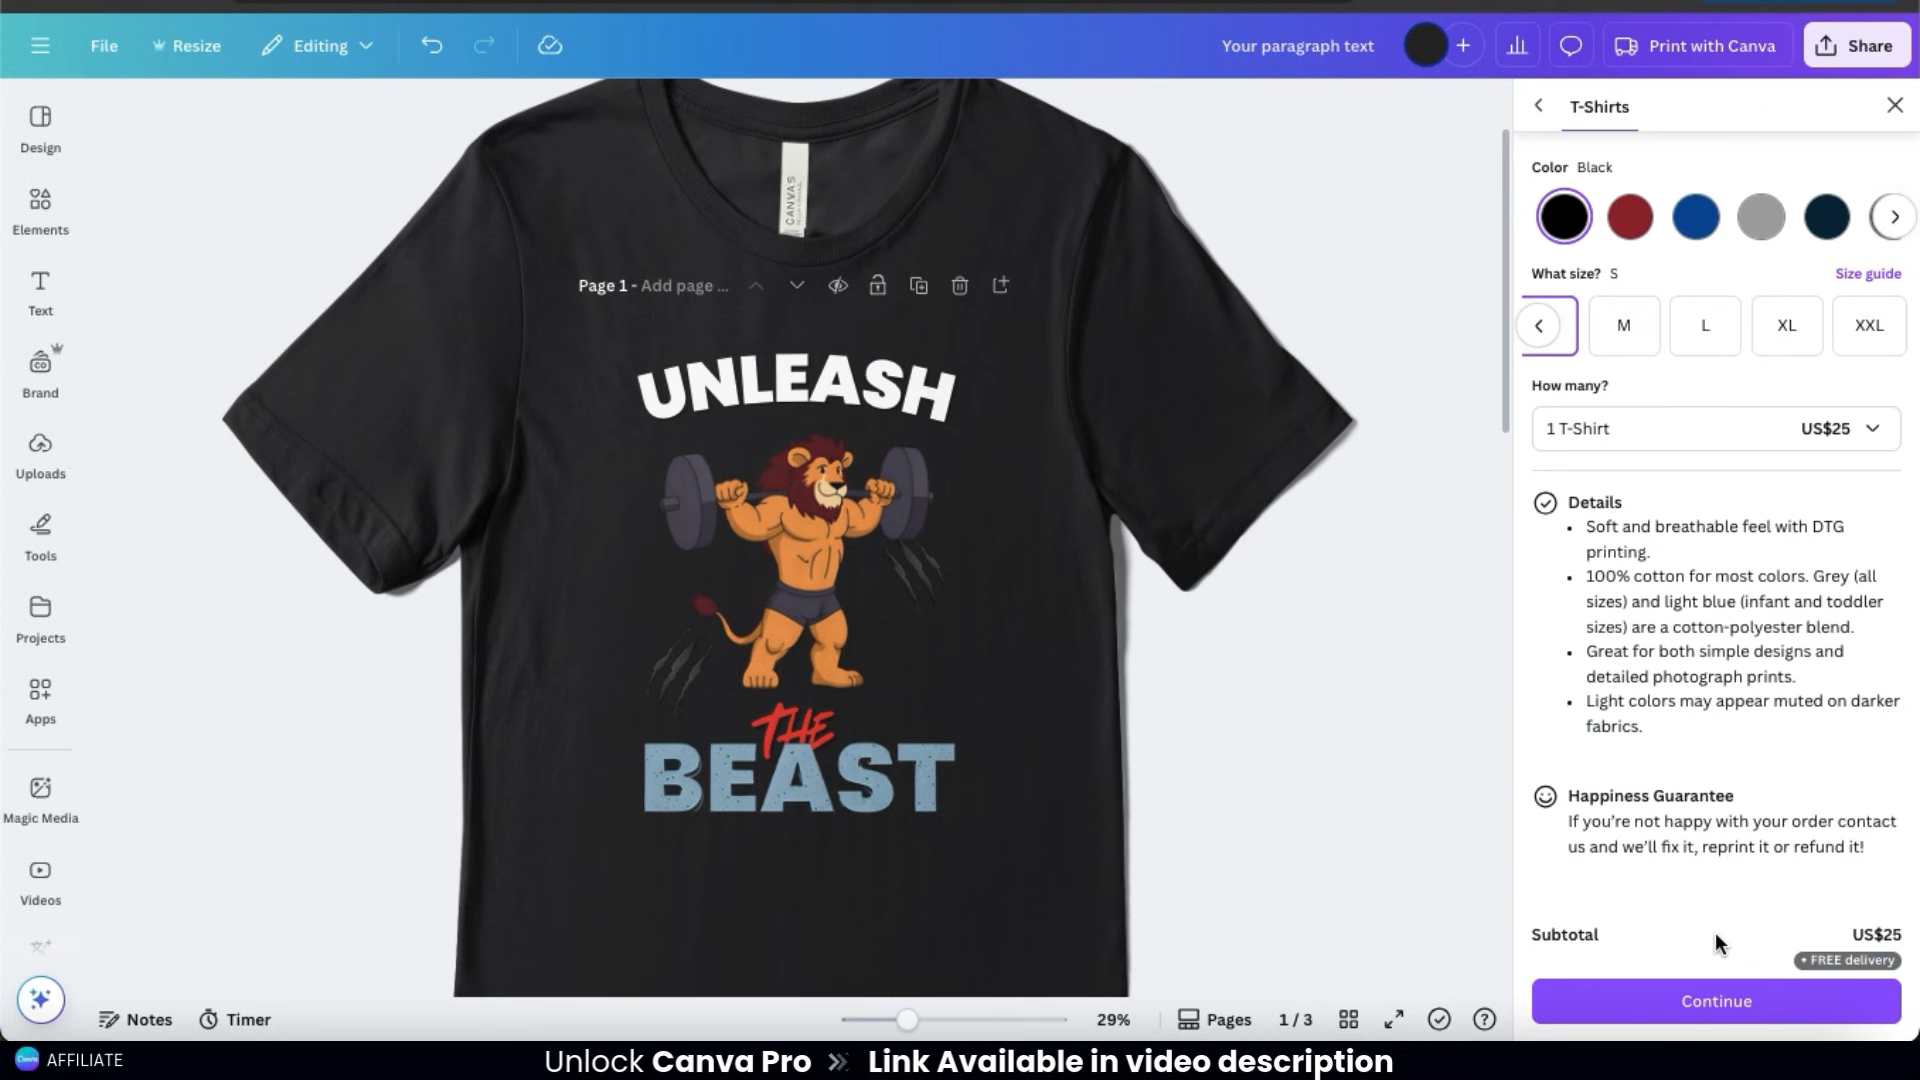 File
Resize
Editing
Your paragraph text
Print with Canva
Share
Design
Elements
Text
Brand
Uploads
Tools
Projects
Apps
Magic Media
Videos
CANVAS
Page 1 - Add page ...
UNLEASH
THE
BEAST
T-Shirts
Color Black
What size? S
Size guide
M
L
XL
XXL
How many?
1 T-Shirt US$25
Details
• Soft and breathable feel with DTG
printing.
• 100% cotton for most colors. Grey (all
sizes) and light blue (infant and toddler
sizes) are a cotton-polyester blend.
• Great for both simple designs and
detailed photograph prints.
• Light colors may appear muted on darker
fabrics.
Happiness Guarantee
If you’re not happy with your order contact
us and we’ll fix it, reprint it or refund it!
Subtotal US$25
+ FREE delivery
Continue
Notes
Timer
29%
Pages
1 / 3
Canva AFFILIATE
Unlock Canva Pro » Link Available in video description